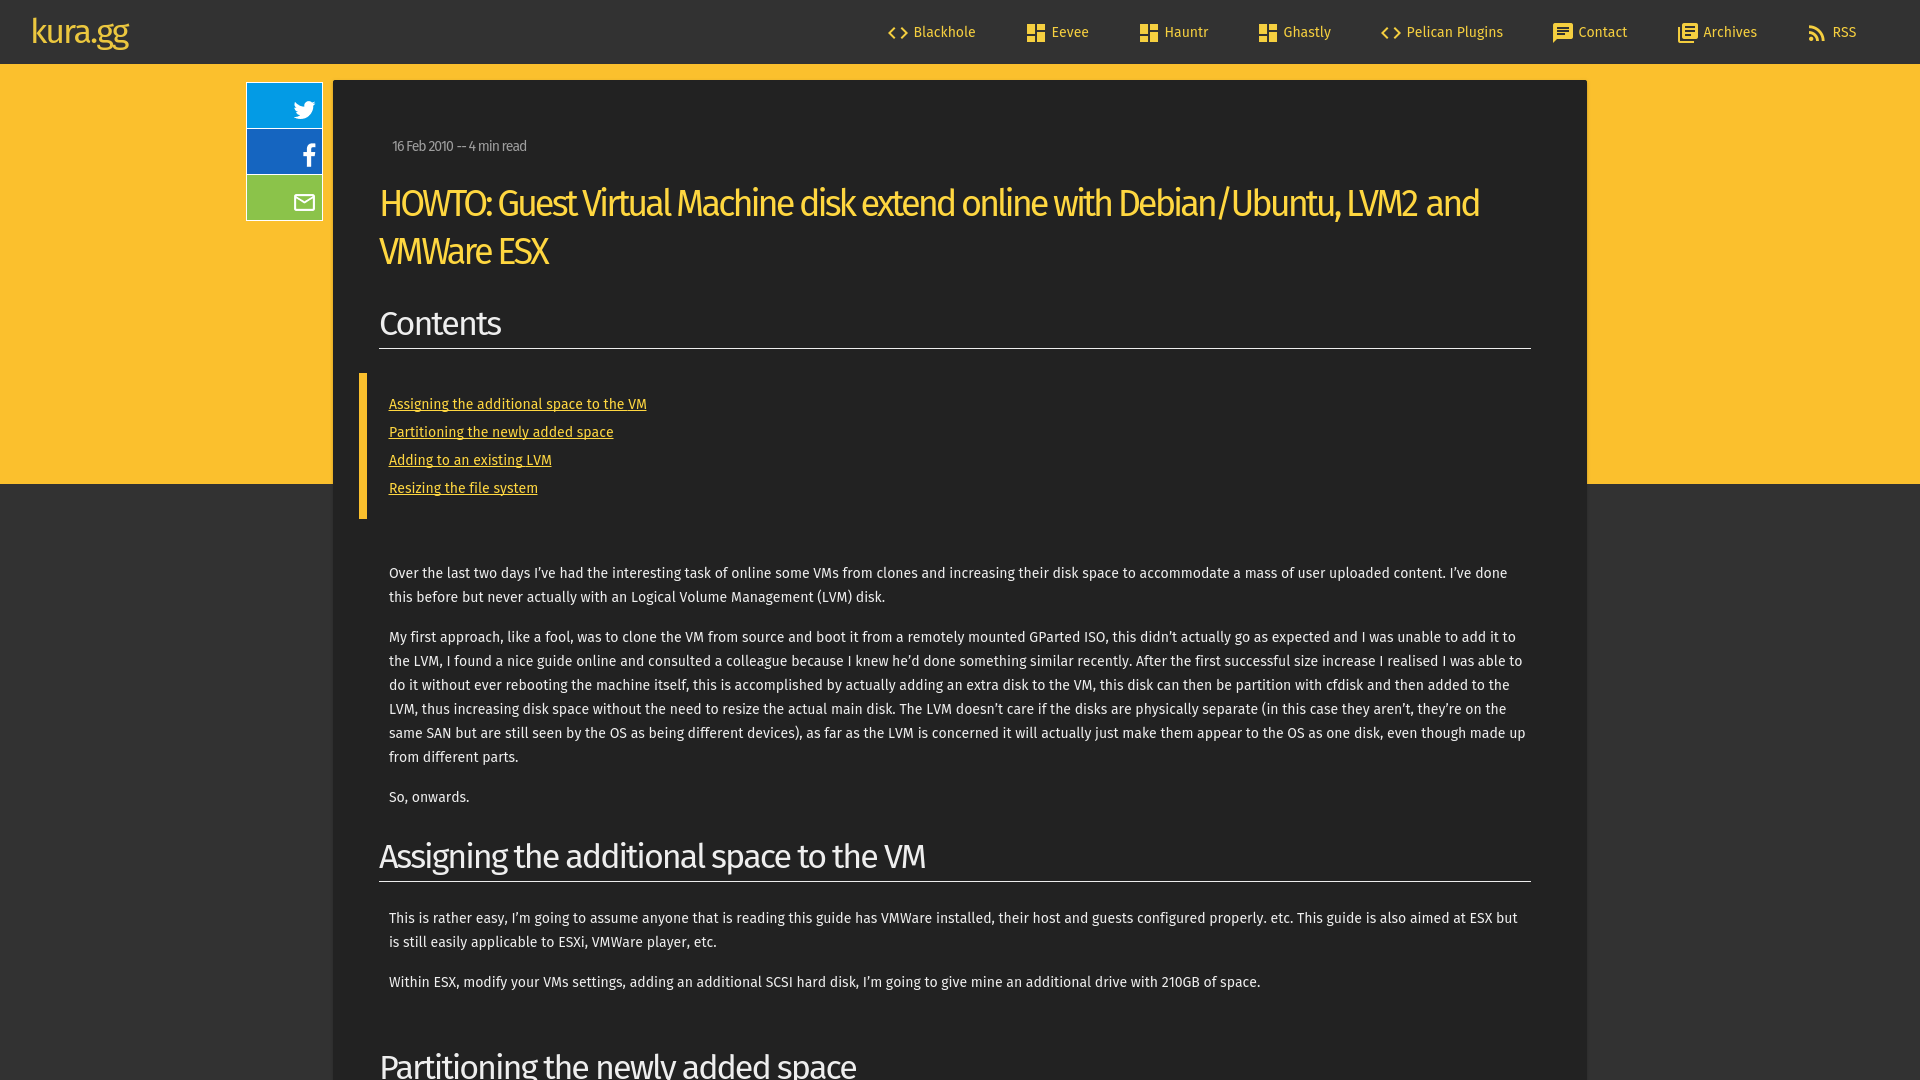 kura.gg
Blackhole
Eevee
Hauntr
Ghastly
Pelican Plugins
Contact
Archives
RSS
16 Feb 2010 -- 4 min read
HOWTO: Guest Virtual Machine disk extend online with Debian/Ubuntu, LVM2 and
VMWare ESX
Contents
Assigning the additional space to the VM
Partitioning the newly added space
Adding to an existing LVM
Resizing the file system
Over the last two days I’ve had the interesting task of online some VMs from clones and increasing their disk space to accommodate a mass of user uploaded content. I’ve done
this before but never actually with an Logical Volume Management (LVM) disk.
My first approach, like a fool, was to clone the VM from source and boot it from a remotely mounted GParted ISO, this didn’t actually go as expected and I was unable to add it to
the LVM, I found a nice guide online and consulted a colleague because I knew he’d done something similar recently. After the first successful size increase I realised I was able to
do it without ever rebooting the machine itself, this is accomplished by actually adding an extra disk to the VM, this disk can then be partition with cfdisk and then added to the
LVM, thus increasing disk space without the need to resize the actual main disk. The LVM doesn’t care if the disks are physically separate (in this case they aren’t, they’re on the
same SAN but are still seen by the OS as being different devices), as far as the LVM is concerned it will actually just make them appear to the OS as one disk, even though made up
from different parts.
So, onwards.
Assigning the additional space to the VM
This is rather easy, I’m going to assume anyone that is reading this guide has VMWare installed, their host and guests configured properly. etc. This guide is also aimed at ESX but
is still easily applicable to ESXi, VMWare player, etc.
Within ESX, modify your VMs settings, adding an additional SCSI hard disk, I’m going to give mine an additional drive with 210GB of space.
Partitioning the newly added space